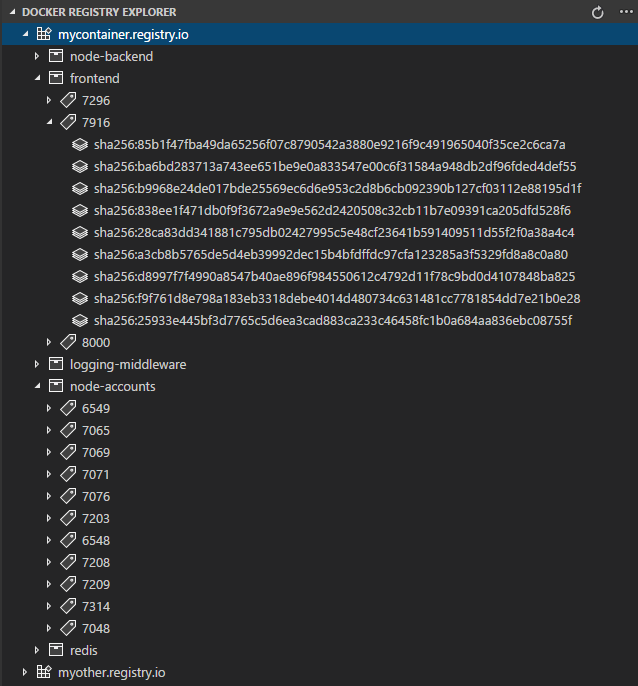 DOCKER REGISTRY EXPLORER
mycontainer.registry.io
node-backend
frontend
7296
7916
sha256:85b1f47fba49da65256f07c8790542a3880e9216f9c491965040f35ce2c6ca7a
sha256:ba6bd283713a743ee651be9e0a833547e00c6f31584a948db2df96fded4def55
sha256:b9968e24de017bde25569ec6d6e953c2d8b6cb092390b127cf03112e88195d1f
sha256:838ee1f471db0f9f3672a9e9e562d2420508c32cb11b7e09391ca205dfd528f6
sha256:28ca83dd341881c795db02427995c5e48cf23641b591409511d55f2f0a38a4c4
sha256:a3cb8b5765de5d4eb39992dec15b4bfdffdc97cfa123285a3f5329fd8a8c0a80
sha256:d8997f7f4990a8547b40ae896f984550612c4792d11f78c9bd0d4107848ba825
sha256:f9f761d8e798a183eb3318debe4014d480734c631481cc7781854dd7e21b0e28
sha256:25933e445bf3d7765c5d6ea3cad883ca233c46458fc1b0a684aa836ebc08755f
8000
logging-middleware
node-accounts
6549
7065
7069
7071
7076
7203
6548
7208
7209
7314
7048
redis
myother.registry.io